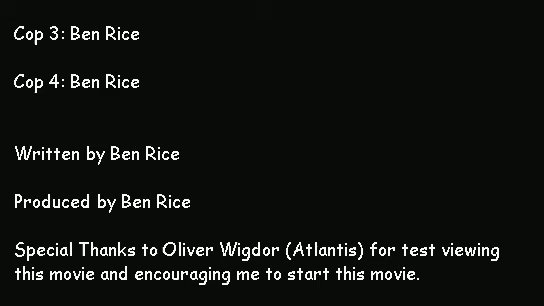 Cop 3: Ben Rice
Cop 4: Ben Rice
Written by Ben Rice
Produced by Ben Rice
Special Thanks to Oliver Wigdor (Atlantis) for test viewing
this movie and encouraging me to start this movie.